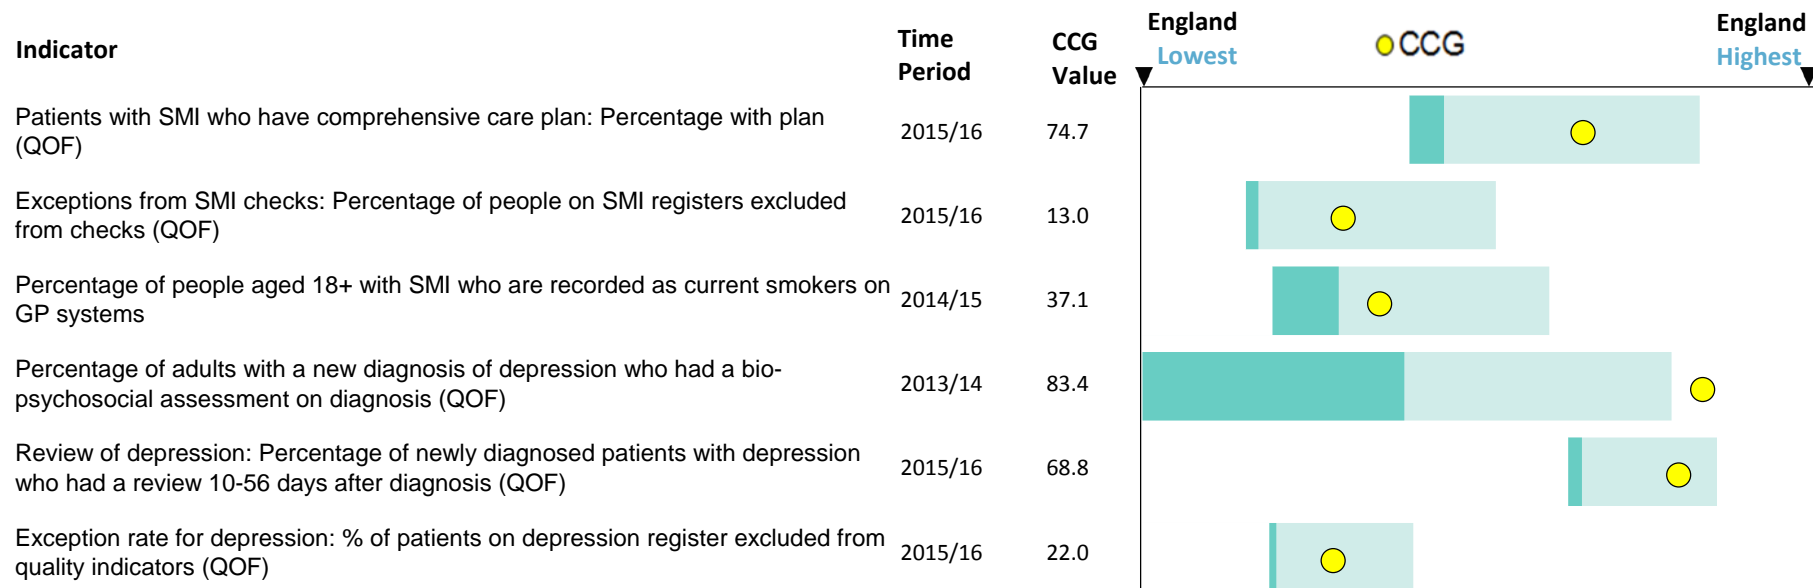 Indicator
Time
Period
CCG
Value
England
Lowest
CCG
England
Highest
Patients with SMI who have comprehensive care plan: Percentage with plan
(QOF)
2015/16
74.7
Exceptions from SMI checks: Percentage of people on SMI registers excluded
from checks (QOF)
2015/16
13.0
Percentage of people aged 18+ with SMI who are recorded as current smokers on
GP systems
2014/15
37.1
Percentage of adults with a new diagnosis of depression who had a bio-
psychosocial assessment on diagnosis (QOF)
2013/14
83.4
Review of depression: Percentage of newly diagnosed patients with depression
who had a review 10-56 days after diagnosis (QOF)
2015/16
68.8
Exception rate for depression: % of patients on depression register excluded from
quality indicators (QOF)
2015/16
22.0